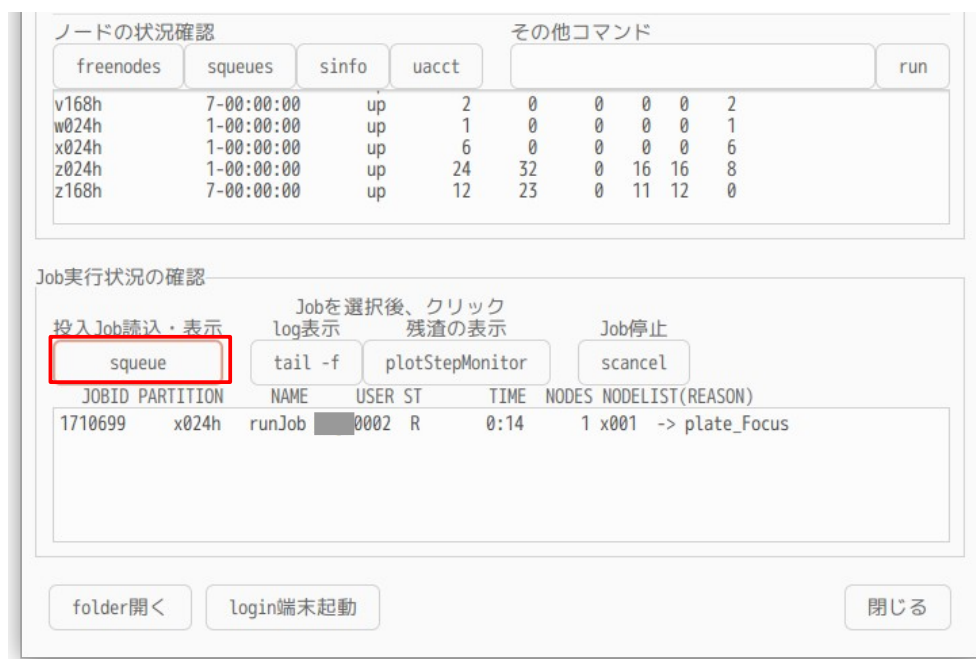 ノードの状況確認 その他コマンド
freenodes squeues sinfo uacct run
v168h 7-00:00:00 up 2 0 0 0 0 2
w024h 1-00:00:00 up 1 0 0 0 0 1
x024h 1-00:00:00 up 6 0 0 0 0 6
z024h 1-00:00:00 up 24 32 0 16 16 8
z168h 7-00:00:00 up 12 23 0 11 12 0
Job実行状況の確認
Jobを選択後、クリック
投入Job読込・表示 log表示 残渣の表示 Job停止
squeue tail -f plotStepMonitor scancel
JOBID PARTITION NAME USER ST TIME NODES NODELIST(REASON)
1710699 x024h runJob 0002 R 0:14 1 x001 -> plate_Focus
folder開く login端末起動 閉じる